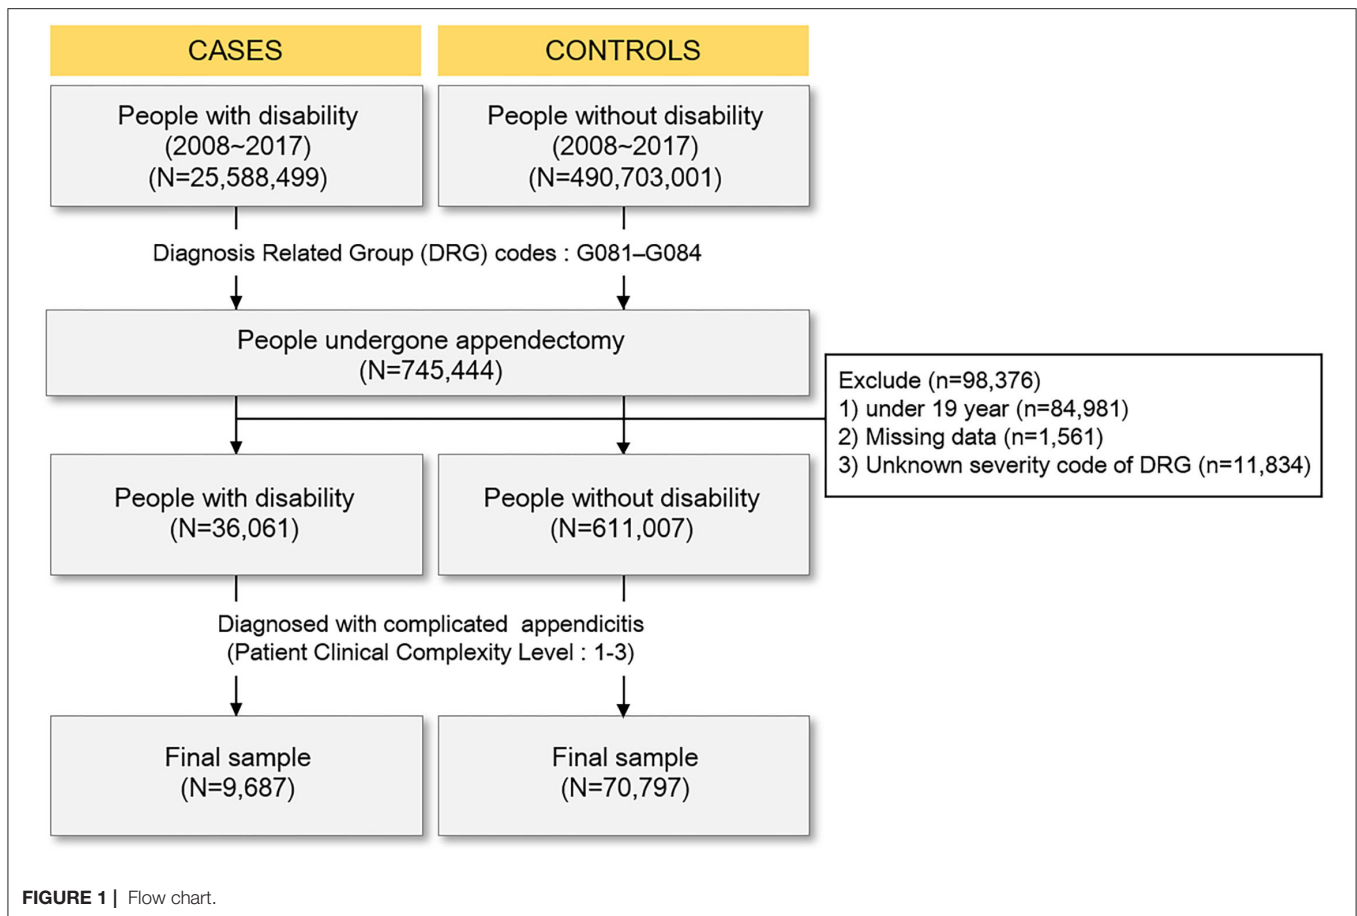 CASES
CONTROLS
People with disability
(2008~2017)
(N=25,588,499)
People without disability
(2008~2017)
(N=490,703,001)
Diagnosis Related Group (DRG) codes : G081–G084
People undergone appendectomy
(N=745,444)
Exclude (n=98,376)
1) under 19 year (n=84,981)
2) Missing data (n=1,561)
3) Unknown severity code of DRG (n=11,834)
People with disability
(N=36,061)
People without disability
(N=611,007)
Diagnosed with complicated appendicitis
(Patient Clinical Complexity Level : 1-3)
Final sample
(N=9,687)
Final sample
(N=70,797)
FIGURE 1 | Flow chart.